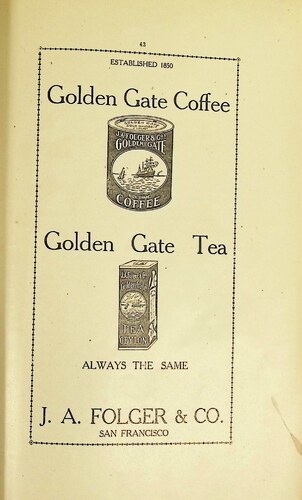 43
ESTABLISHED 1850
Golden Gate Coffee
J.A. FOLGER & CO'S
GOLDEN GATE
COFFEE
Golden Gate Tea
TEA
CEYLON
ALWAYS THE SAME
J. A. FOLGER & CO.
SAN FRANCISCO